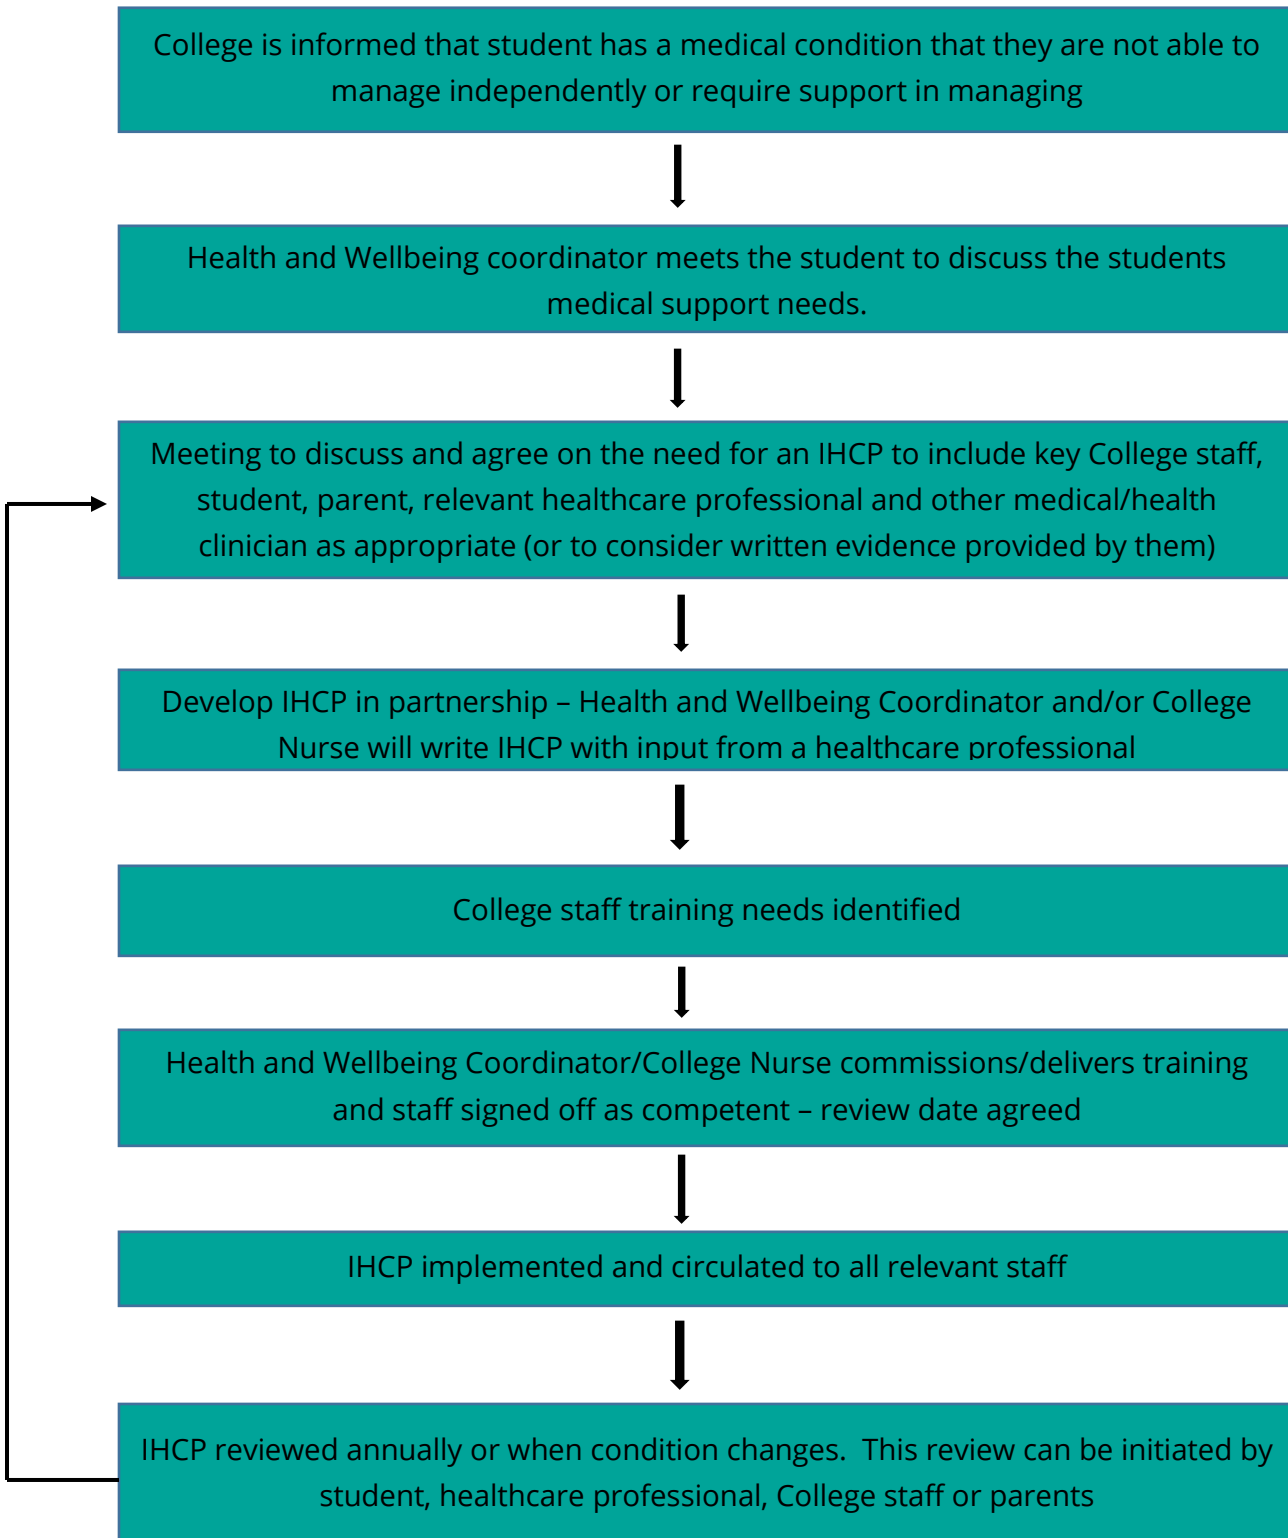 College is informed that student has a medical condition that they are not able to
manage independently or require support in managing
Health and Wellbeing coordinator meets the student to discuss the students
medical support needs.
Meeting to discuss and agree on the need for an IHCP to include key College staff,
student, parent, relevant healthcare professional and other medical/health
clinician as appropriate (or to consider written evidence provided by them)
Develop IHCP in partnership – Health and Wellbeing Coordinator and/or College
Nurse will write IHCP with input from a healthcare professional
College staff training needs identified
Health and Wellbeing Coordinator/College Nurse commissions/delivers training
and staff signed off as competent – review date agreed
IHCP implemented and circulated to all relevant staff
IHCP reviewed annually or when condition changes.  This review can be initiated by
student, healthcare professional, College staff or parents